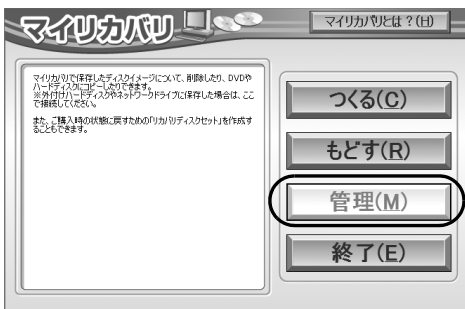 マイリカバリ
マイリカバリとは？(H)
マイリカバリで保存したディスクイメージについて、削除したり、DVDや
ハードディスクにコピーしたりできます。
※外付けハードディスクやネットワークドライブに保存した場合は、ここ
で接続してください。
また、ご購入時の状態に戻すための「リカバリディスクセット」を作成す
ることもできます。
つくる(C)
もどす(R)
管理(M)
終了(E)